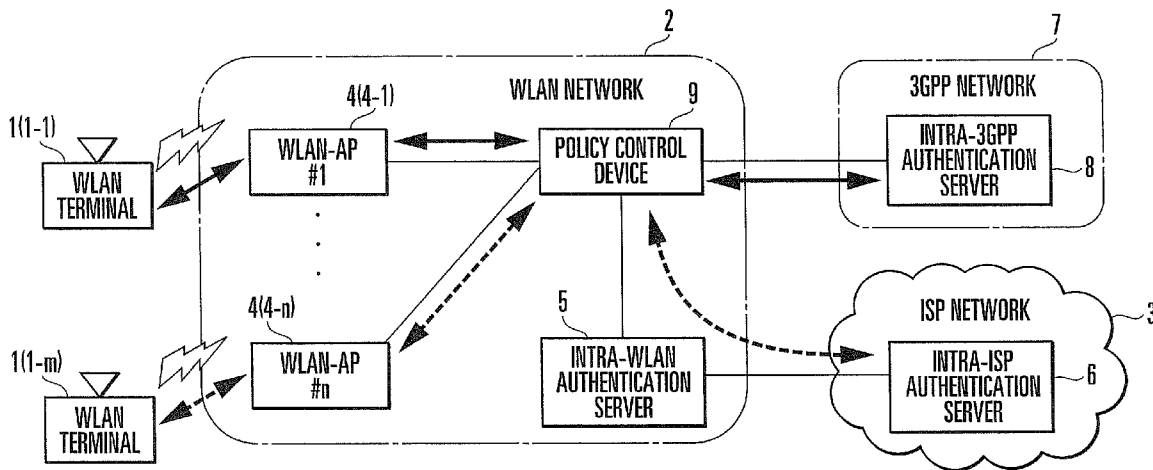 2
7
WLAN NETWORK
3GPP NETWORK
4(4-1)
9
1(1-1)
WLAN-AP
#1
POLICY CONTROL
DEVICE
INTRA-3GPP
AUTHENTICATION
SERVER
8
WLAN
TERMINAL
4(4-n)
5
ISP NETWORK
3
1(1-m)
WLAN-AP
#n
INTRA-WLAN
AUTHENTICATION
SERVER
INTRA-ISP
AUTHENTICATION
SERVER
6
WLAN
TERMINAL